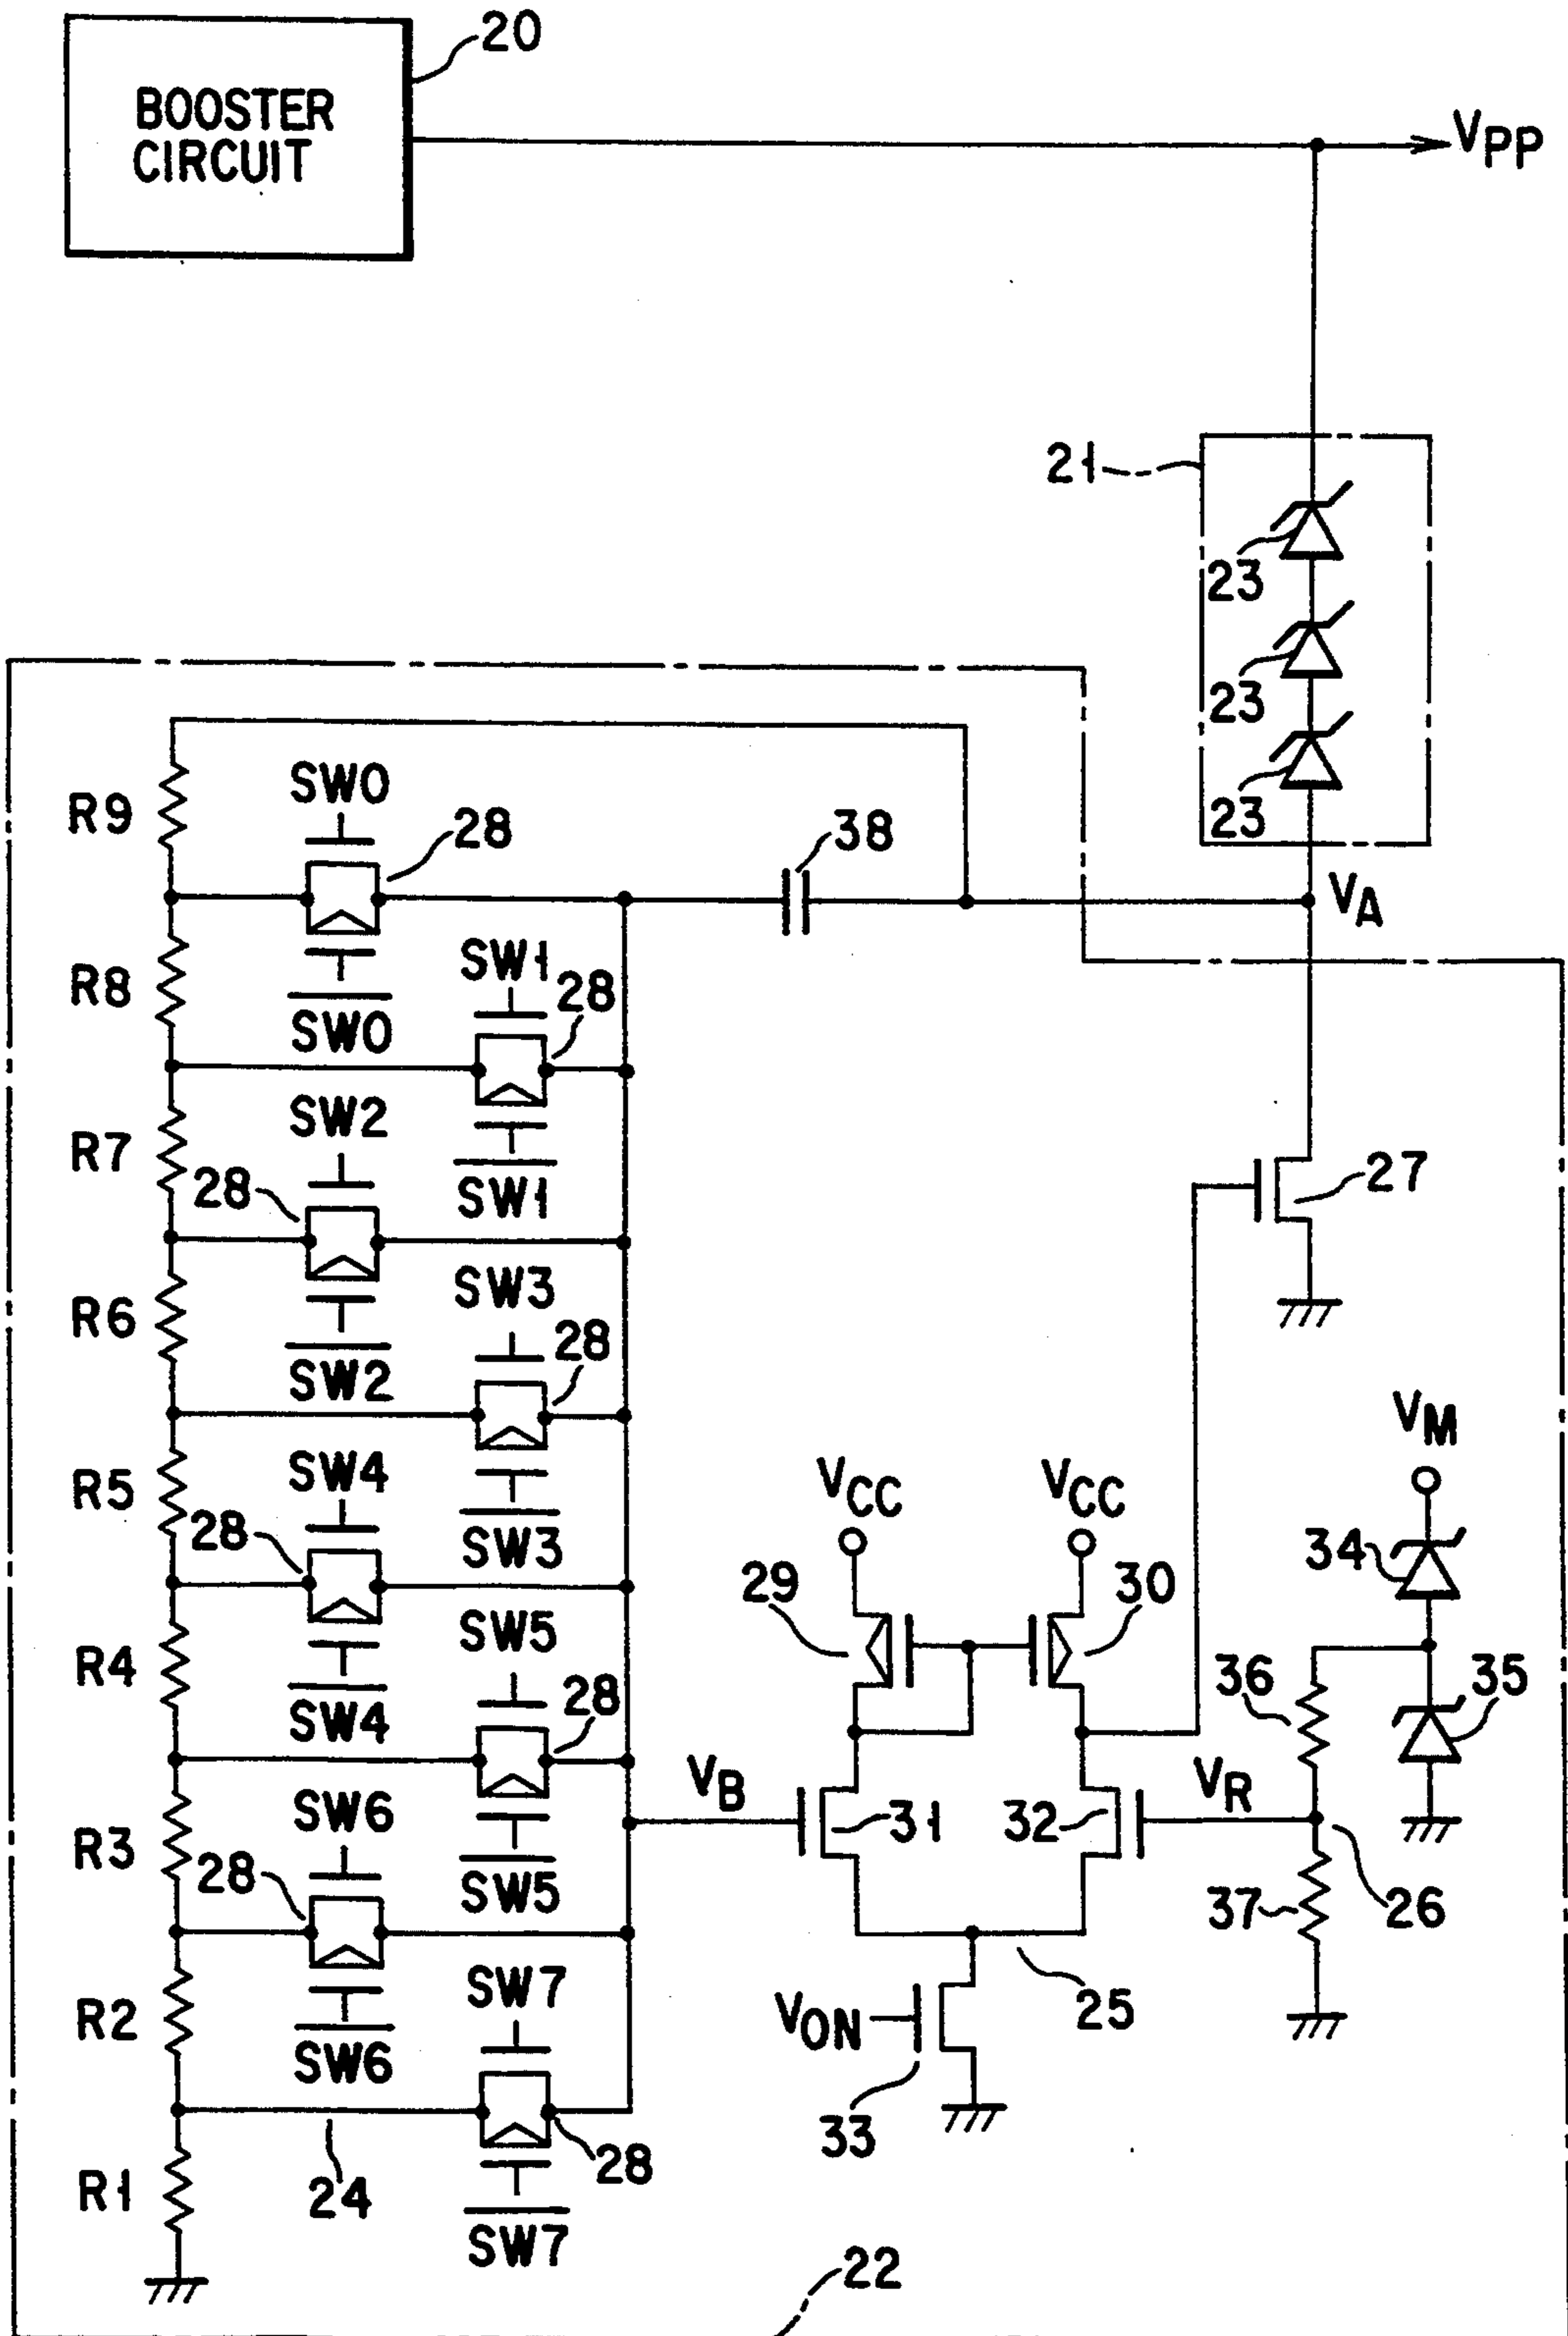 20
BOOSTER
CIRCUIT
VPP
21
23
23
23
SW0
R9
28
38
VA
SW1
R8
28
SW0
SW2
R7
28
SW1
27
SW3
R6
28
SW2
VM
SW4
VCC
VCC
R5
28
SW3
34
29
30
SW5
R4
28
36
35
SW4
VB
VR
SW6
31
32
R3
28
SW5
37
26
SW7
R2
VON
25
SW6
33
28
R1
24
SW7
22